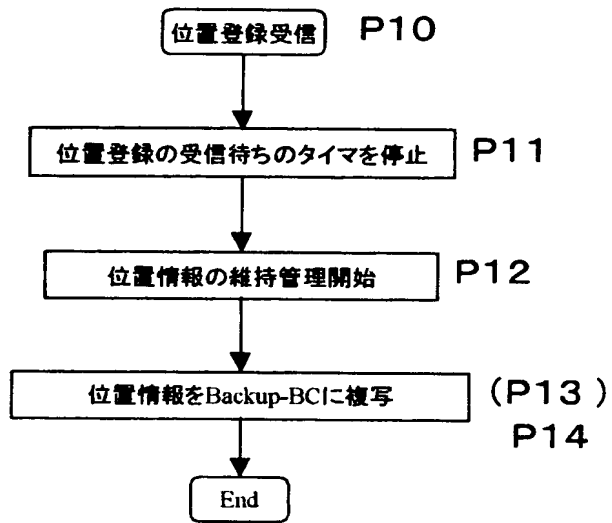 位置登録受信 P10
位置登録の受信待ちのタイマを停止 P11
位置情報の維持管理開始 P12
位置情報をBackup-BCに複写 (P13)
P14
End